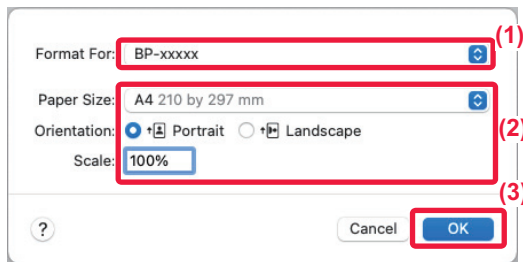 (1)
Format For: BP-xxxxx
Paper Size: A4 210 by 297 mm
Orientation: Portrait Landscape
(2)
Scale: 100%
(3)
? Cancel OK